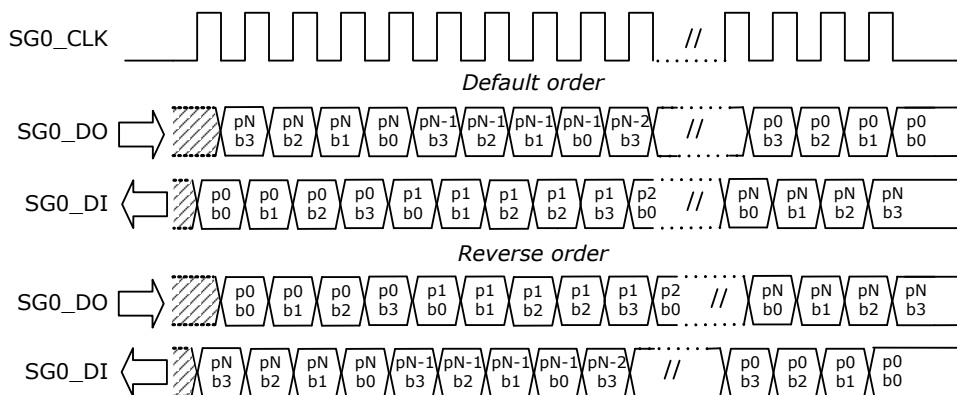 SG0_CLK //
Default order
SG0_DO pN b3 pN b2 pN b1 pN b0 pN-1 b3 pN-1 b2 pN-1 b1 pN-1 b0 pN-2 b3 // p0 b3 p0 b2 p0 b1 p0 b0
SG0_DI p0 b0 p0 b1 p0 b2 p0 b3 p1 b0 p1 b1 p1 b2 p1 b2 p1 b3 p2 b0 // pN b0 pN b1 pN b2 pN b3
Reverse order
SG0_DO p0 b0 p0 b1 p0 b2 p0 b3 p1 b0 p1 b1 p1 b2 p1 b2 p1 b3 p2 b0 // pN b0 pN b1 pN b2 pN b3
SG0_DI pN b3 pN b2 pN b1 pN b0 pN-1 b3 pN-1 b2 pN-1 b1 pN-1 b0 pN-2 b3 // p0 b3 p0 b2 p0 b1 p0 b0